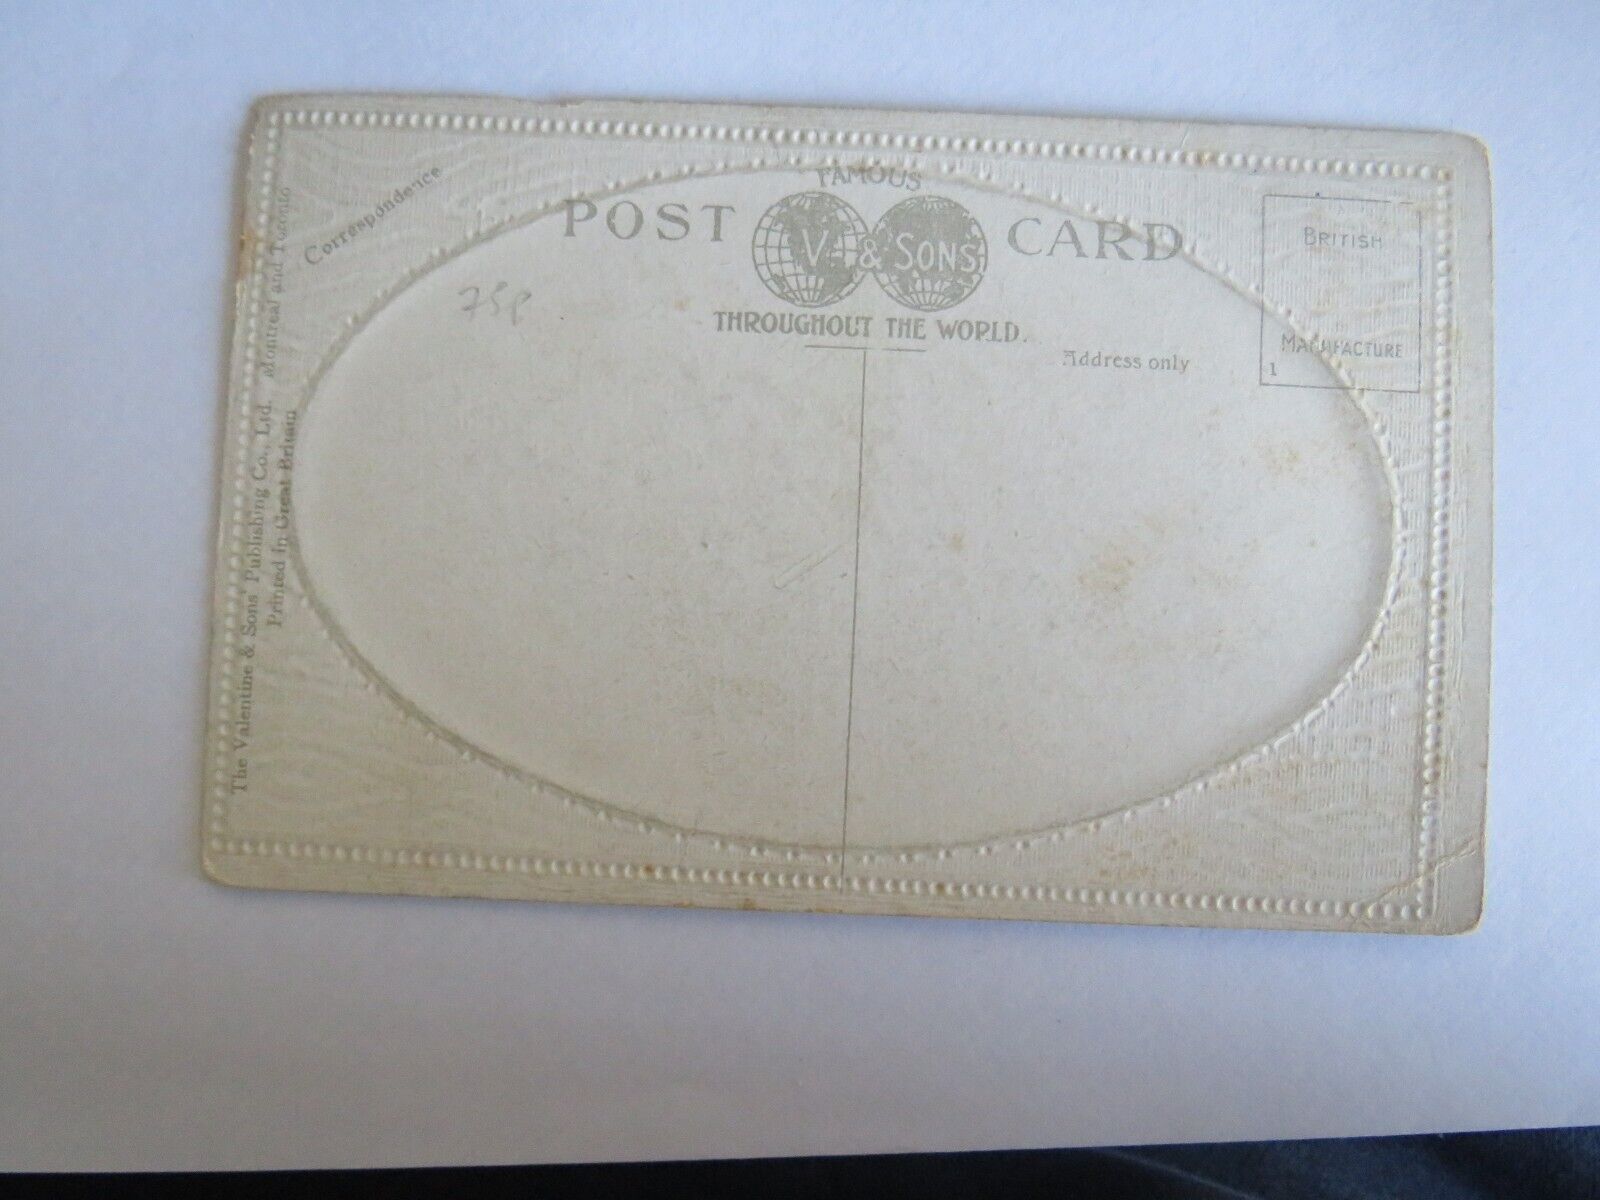 FAMOUS
POST V. & SONS CARD
THROUGHOUT THE WORLD.
Correspondence
Address only
BRITISH
MANUFACTURE
1
75p
The Valentine & Sons' Publishing Co., Ltd. Montreal and Toronto
Printed in Great Britain